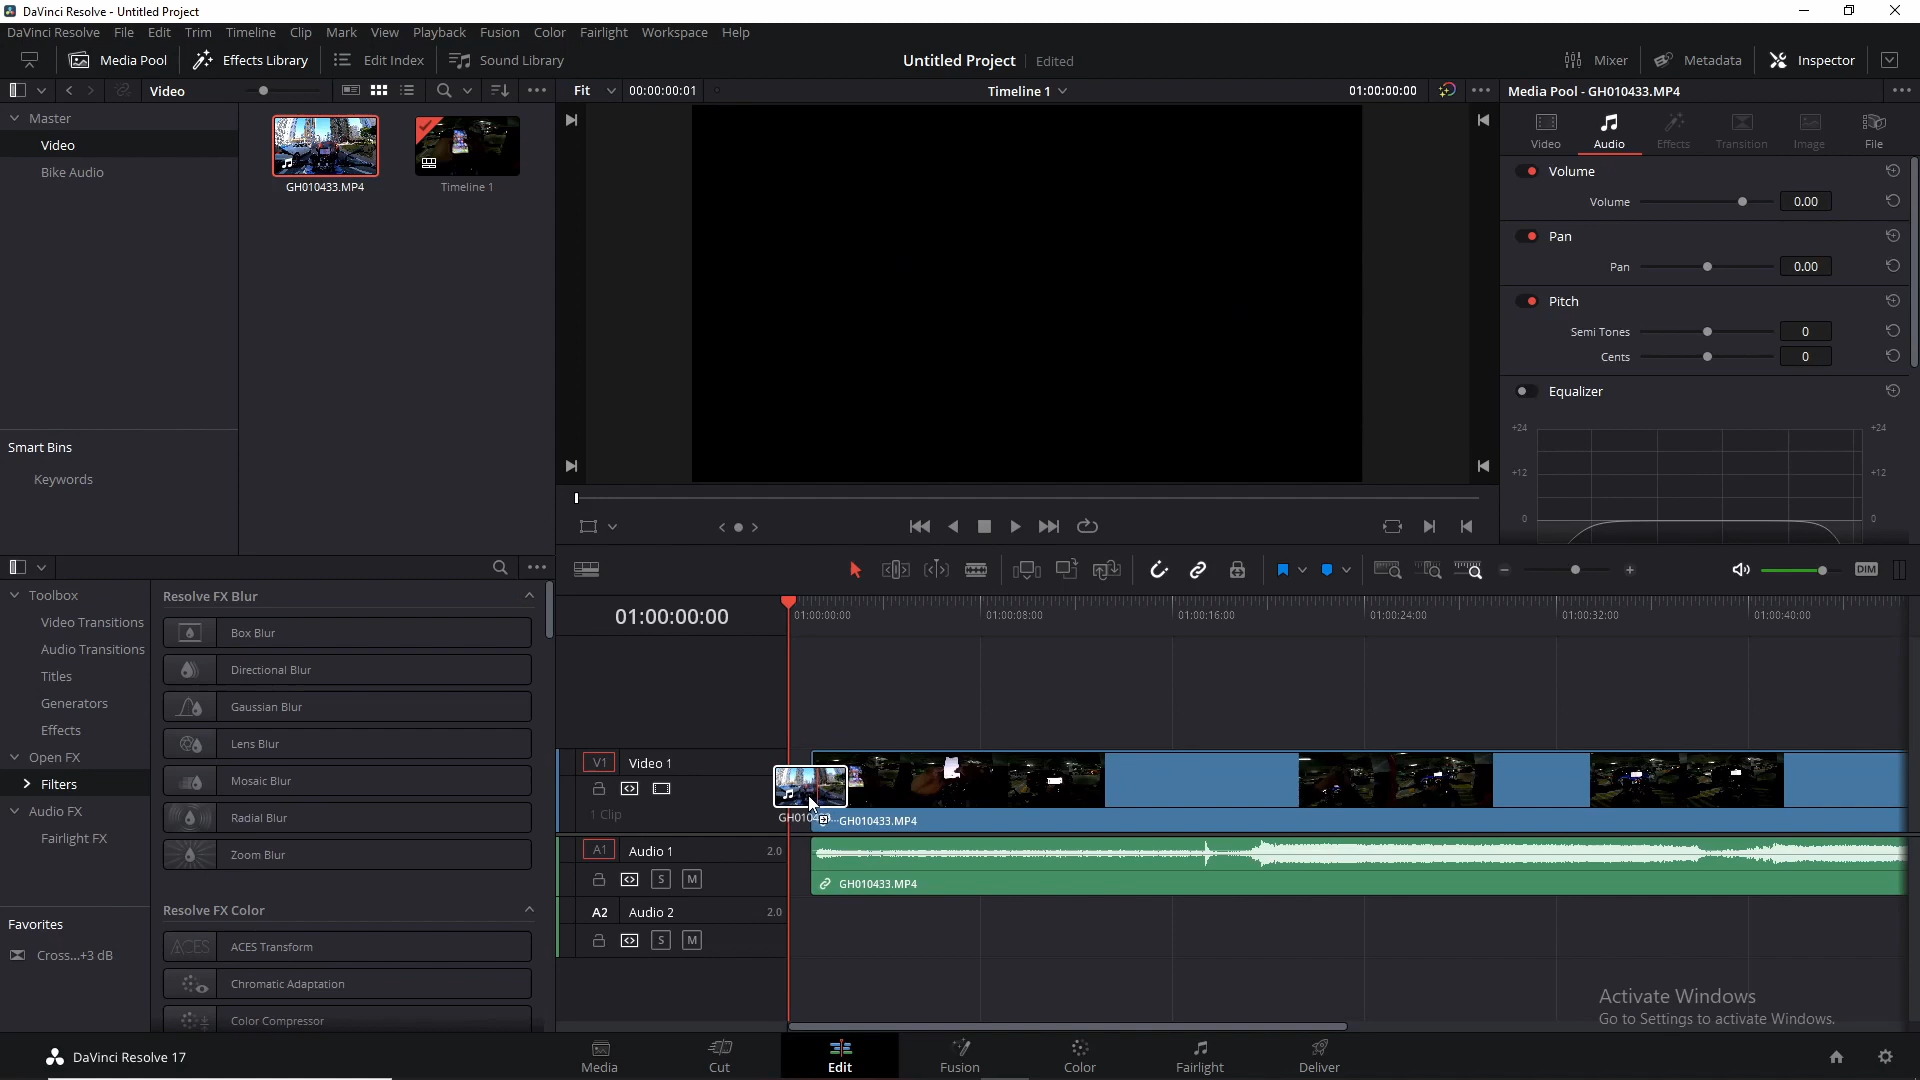 DaVinci Resolve - Untitled Project
DaVinci Resolve File Edit Trim Timeline Clip Mark View Playback Fusion Color Fairlight Workspace Help
Media Pool Effects Library Edit Index Sound Library Untitled Project Edited Mixer Metadata Inspector
Video Fit 00:00:00:01 Timeline 1 01:00:00:00 Media Pool - GH010433.MP4
Master
Video
Bike Audio
GH010433.MP4 Timeline 1
Video Audio Effects Transition Image File
Volume
Volume 0.00
Pan
Pan 0.00
Pitch
Semi Tones 0
Cents 0
Equalizer
+24 +24
+12 +12
0 0
Smart Bins
Keywords
DIM
Toolbox
Video Transitions
Audio Transitions
Titles
Generators
Effects
Open FX
Filters
Audio FX
Fairlight FX
Favorites
Cross...+3 dB
Resolve FX Blur
Box Blur
Directional Blur
Gaussian Blur
Lens Blur
Mosaic Blur
Radial Blur
Zoom Blur
Resolve FX Color
ACES ACES Transform
Chromatic Adaptation
Color Compressor
01:00:00:00 01:00:00:00 01:00:08:00 01:00:16:00 01:00:24:00 01:00:32:00 01:00:40:00
V1 Video 1
1 Clip
GH010433.MP4
A1 Audio 1 2.0
S M
GH010433.MP4
A2 Audio 2 2.0
S M
Activate Windows
Go to Settings to activate Windows.
DaVinci Resolve 17 Media Cut Edit Fusion Color Fairlight Deliver